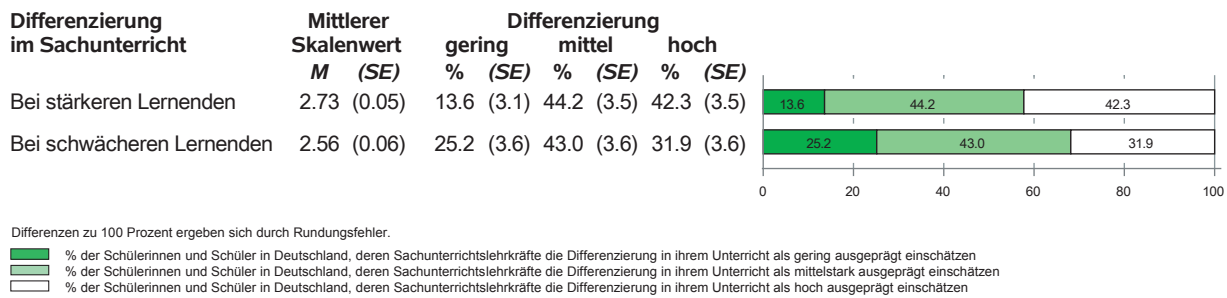 Differenzierung Mittlerer Differenzierung
im Sachunterricht Skalenwert gering mittel hoch
M (SE) % (SE) % (SE) % (SE)
Bei stärkeren Lernenden 2.73 (0.05) 13.6 (3.1) 44.2 (3.5) 42.3 (3.5) 13.6 44.2 42.3
Bei schwächeren Lernenden 2.56 (0.06) 25.2 (3.6) 43.0 (3.6) 31.9 (3.6) 25.2 43.0 31.9
0 20 40 60 80 100
Differenzen zu 100 Prozent ergeben sich durch Rundungsfehler.
% der Schülerinnen und Schüler in Deutschland, deren Sachunterrichtslehrkräfte die Differenzierung in ihrem Unterricht als gering ausgeprägt einschätzen
% der Schülerinnen und Schüler in Deutschland, deren Sachunterrichtslehrkräfte die Differenzierung in ihrem Unterricht als mittelstark ausgeprägt einschätzen
% der Schülerinnen und Schüler in Deutschland, deren Sachunterrichtslehrkräfte die Differenzierung in ihrem Unterricht als hoch ausgeprägt einschätzen